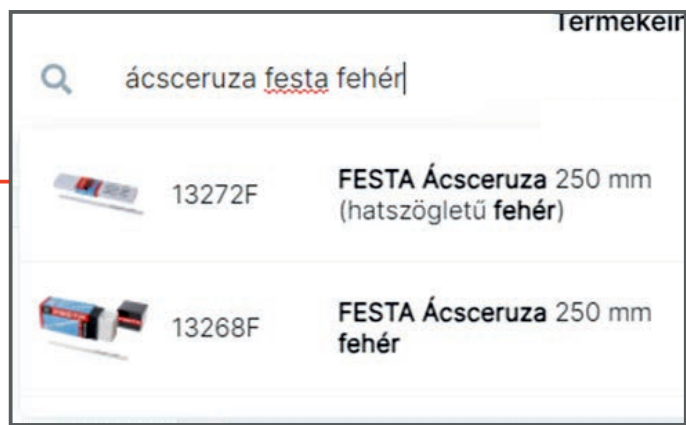 Termékein
ácsceruza festa fehér
13272F
FESTA Ácsceruza 250 mm
(hatszögletű fehér)
13268F
FESTA Ácsceruza 250 mm
fehér